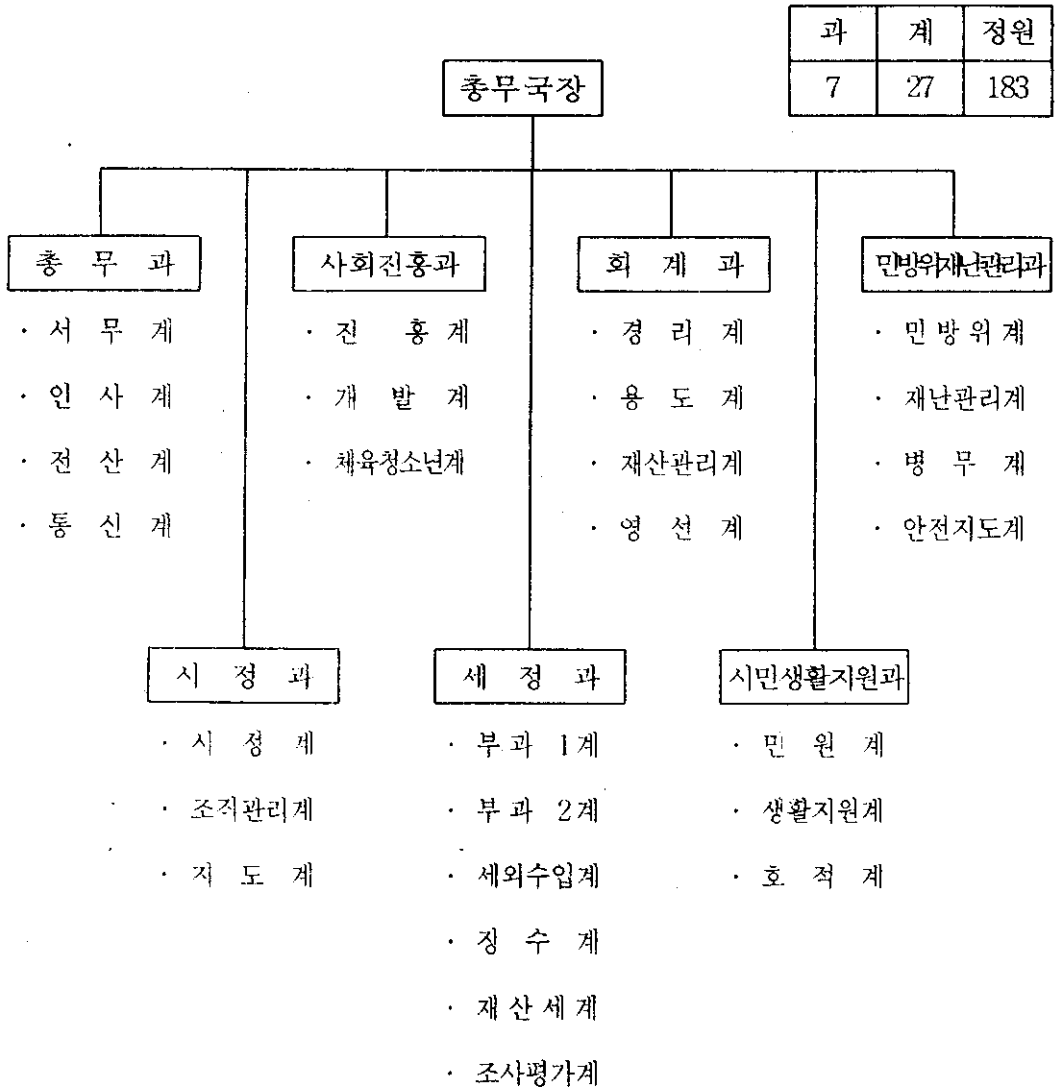 과 계 정원
7 27 183
총무국장
총 무 과
· 서 무 계
· 인 사 계
· 전 산 계
· 통 신 계
사회진흥과
· 진 흥 계
· 개 발 계
· 체육청소년계
회 계 과
· 경 리 계
· 용 도 계
· 재산관리계
· 영 선 계
민방위재난관리과
· 민 방 위 계
· 재난관리계
· 병 무 계
· 안전지도계
시 정 과
· 시 정 계
· 조직관리계
· 지 도 계
세 정 과
· 부 과 1계
· 부 과 2계
· 세외수입계
· 징 수 계
· 재 산 세 계
· 조사평가계
시민생활지원과
· 민 원 계
· 생활지원계
· 호 적 계